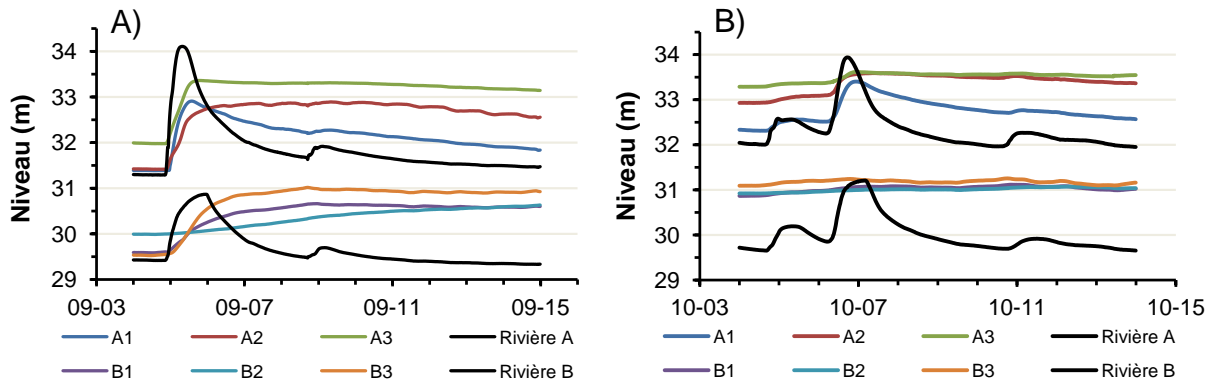 A)
Niveau (m)
34
33
32
31
30
29
09-03
09-07
09-11
09-15
A1
A2
A3
Rivière A
B1
B2
B3
Rivière B
B)
Niveau (m)
34
33
32
31
30
29
10-03
10-07
10-11
10-15
A1
A2
A3
Rivière A
B1
B2
B3
Rivière B